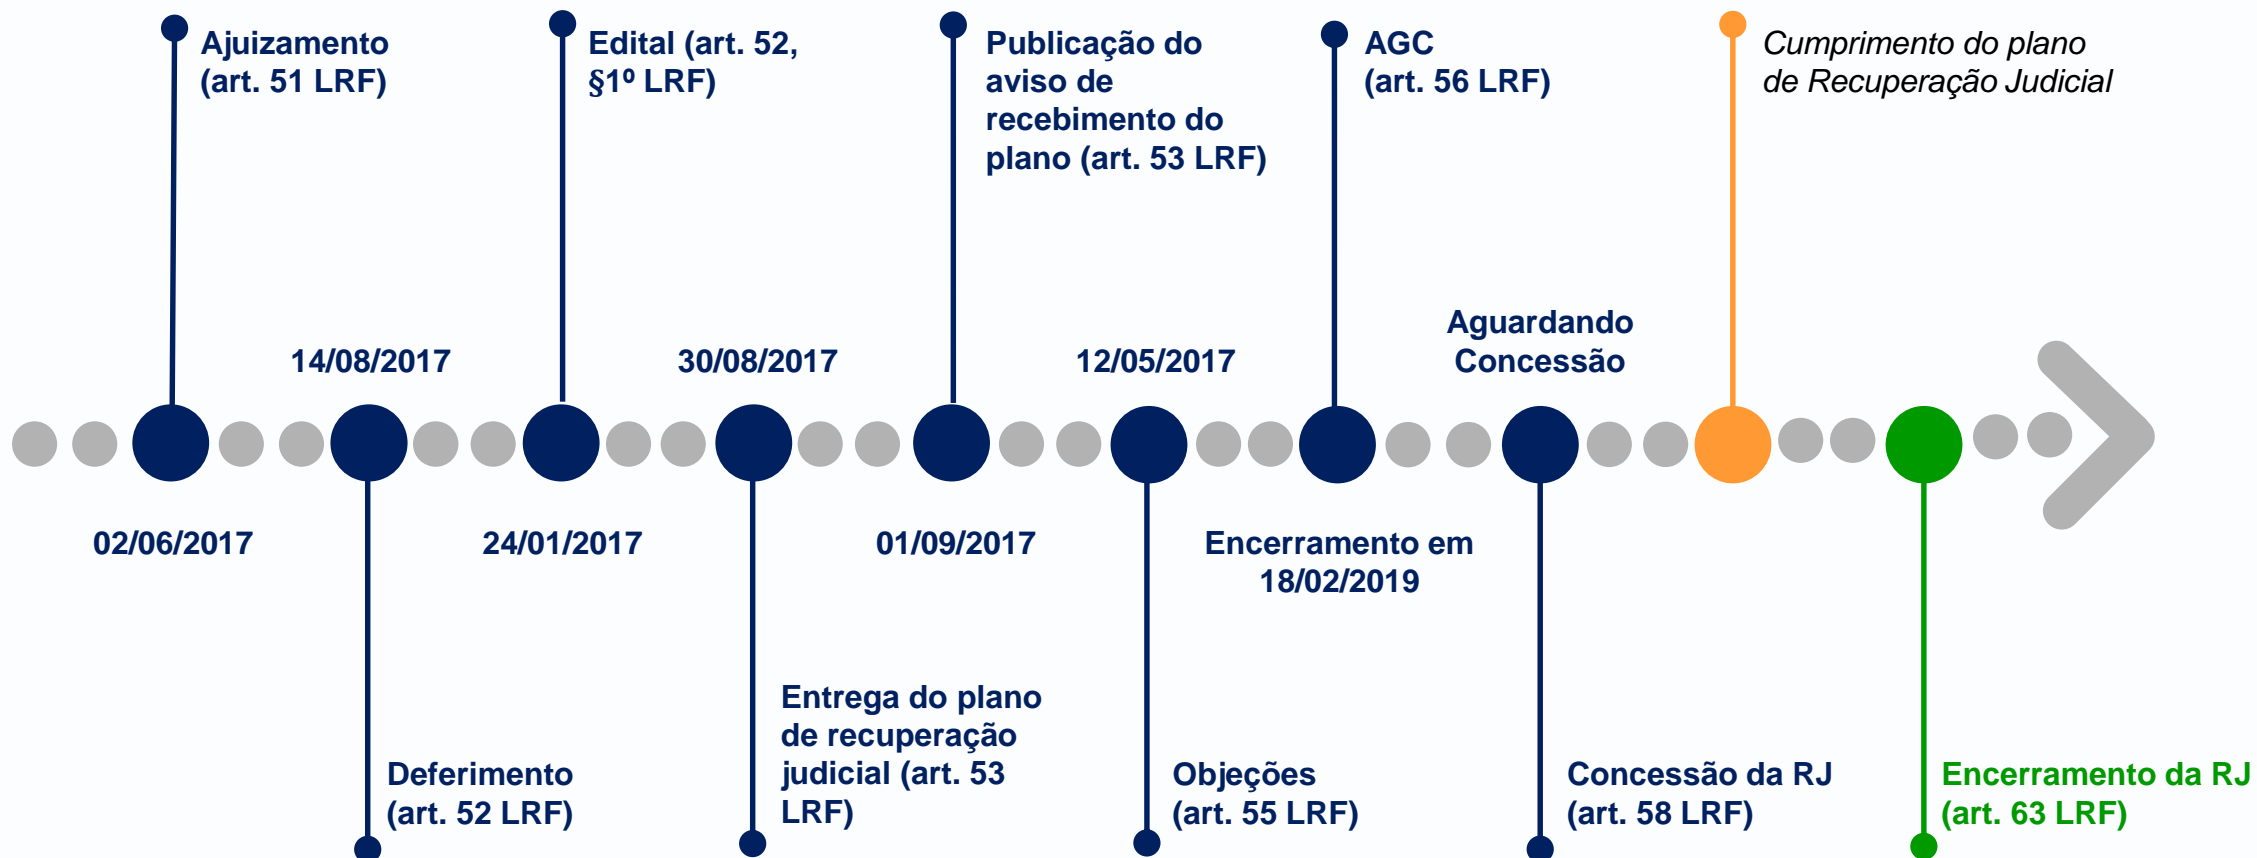 Ajuizamento
(art. 51 LRF)
Edital (art. 52,
§1º LRF)
Publicação do
aviso de
recebimento do
plano (art. 53 LRF)
AGC
(art. 56 LRF)
Cumprimento do plano
de Recuperação Judicial
14/08/2017
30/08/2017
12/05/2017
Aguardando
Concessão
02/06/2017
24/01/2017
01/09/2017
Encerramento em
18/02/2019
Deferimento
(art. 52 LRF)
Entrega do plano
de recuperação
judicial (art. 53
LRF)
Objeções
(art. 55 LRF)
Concessão da RJ
(art. 58 LRF)
Encerramento da RJ
(art. 63 LRF)